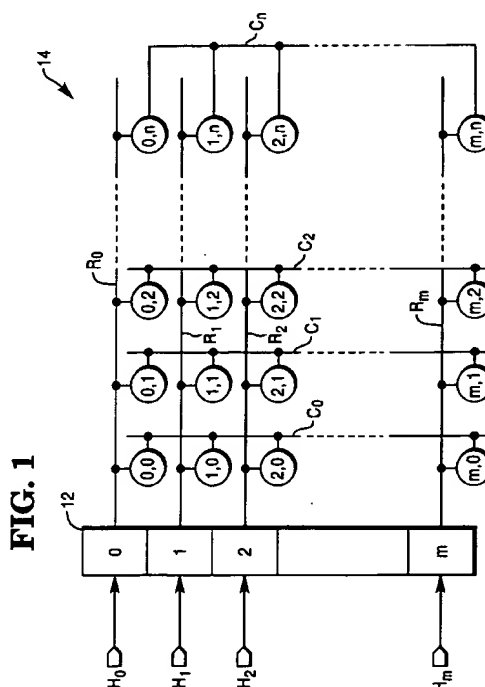 FIG. 1
14
12
R0
Cn
H0
0
0,0
0,1
0,2
0,n
H1
1
1,0
1,1
1,2
1,n
R1
H2
2
2,0
2,1
2,2
2,n
R2
C0
C1
C2
Rm
Hm
m
m,0
m,1
m,2
m,n